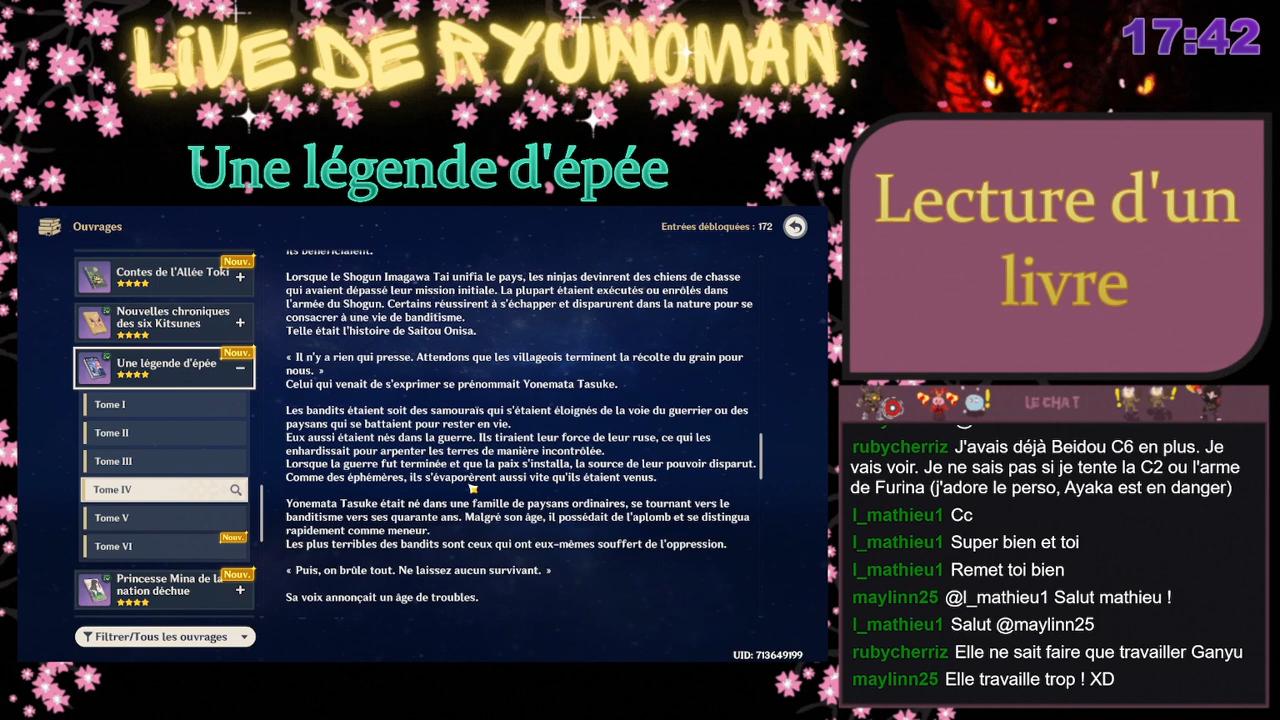 LIVE DE RYUWOMAN
17:42
Une légende d'épée
Lecture d'un
livre
Ouvrages
Entrées débloquées : 172
Nouv.
Contes de l'Allée Toki
Nouvelles chroniques
des six Kitsunes
Nouv.
Une légende d'épée
Tome I
Tome II
Tome III
Tome IV
Tome V
Tome VI
Nouv.
Nouv.
Princesse Mina de la
nation déchue
Filtrer/Tous les ouvrages
ils bénéficiaient.
Lorsque le Shogun Imagawa Tai unifia le pays, les ninjas devinrent des chiens de chasse
qui avaient dépassé leur mission initiale. La plupart étaient exécutés ou enrôlés dans
l'armée du Shogun. Certains réussirent à s'échapper et disparurent dans la nature pour se
consacrer à une vie de banditisme.
Telle était l'histoire de Saitou Onisa.
« Il n'y a rien qui presse. Attendons que les villageois terminent la récolte du grain pour
nous. »
Celui qui venait de s'exprimer se prénommait Yonemata Tasuke.
Les bandits étaient soit des samouraïs qui s'étaient éloignés de la voie du guerrier ou des
paysans qui se battaient pour rester en vie.
Eux aussi étaient nés dans la guerre. Ils tiraient leur force de leur ruse, ce qui les
enhardissait pour arpenter les terres de manière incontrôlée.
Lorsque la guerre fut terminée et que la paix s'installa, la source de leur pouvoir disparut.
Comme des éphémères, ils s'évaporèrent aussi vite qu'ils étaient venus.
Yonemata Tasuke était né dans une famille de paysans ordinaires, se tournant vers le
banditisme vers ses quarante ans. Malgré son âge, il possédait de l'aplomb et se distingua
rapidement comme meneur.
Les plus terribles des bandits sont ceux qui ont eux-mêmes souffert de l'oppression.
« Puis, on brûle tout. Ne laissez aucun survivant. »
Sa voix annonçait un âge de troubles.
UID: 713649199
LE CHAT
rubycherriz J'avais déjà Beidou C6 en plus. Je
vais voir. Je ne sais pas si je tente la C2 ou l'arme
de Furina (j'adore le perso, Ayaka est en danger)
l_mathieu1 Cc
l_mathieu1 Super bien et toi
l_mathieu1 Remet toi bien
maylinn25 @l_mathieu1 Salut mathieu !
l_mathieu1 Salut @maylinn25
rubycherriz Elle ne sait faire que travailler Ganyu
maylinn25 Elle travaille trop ! XD